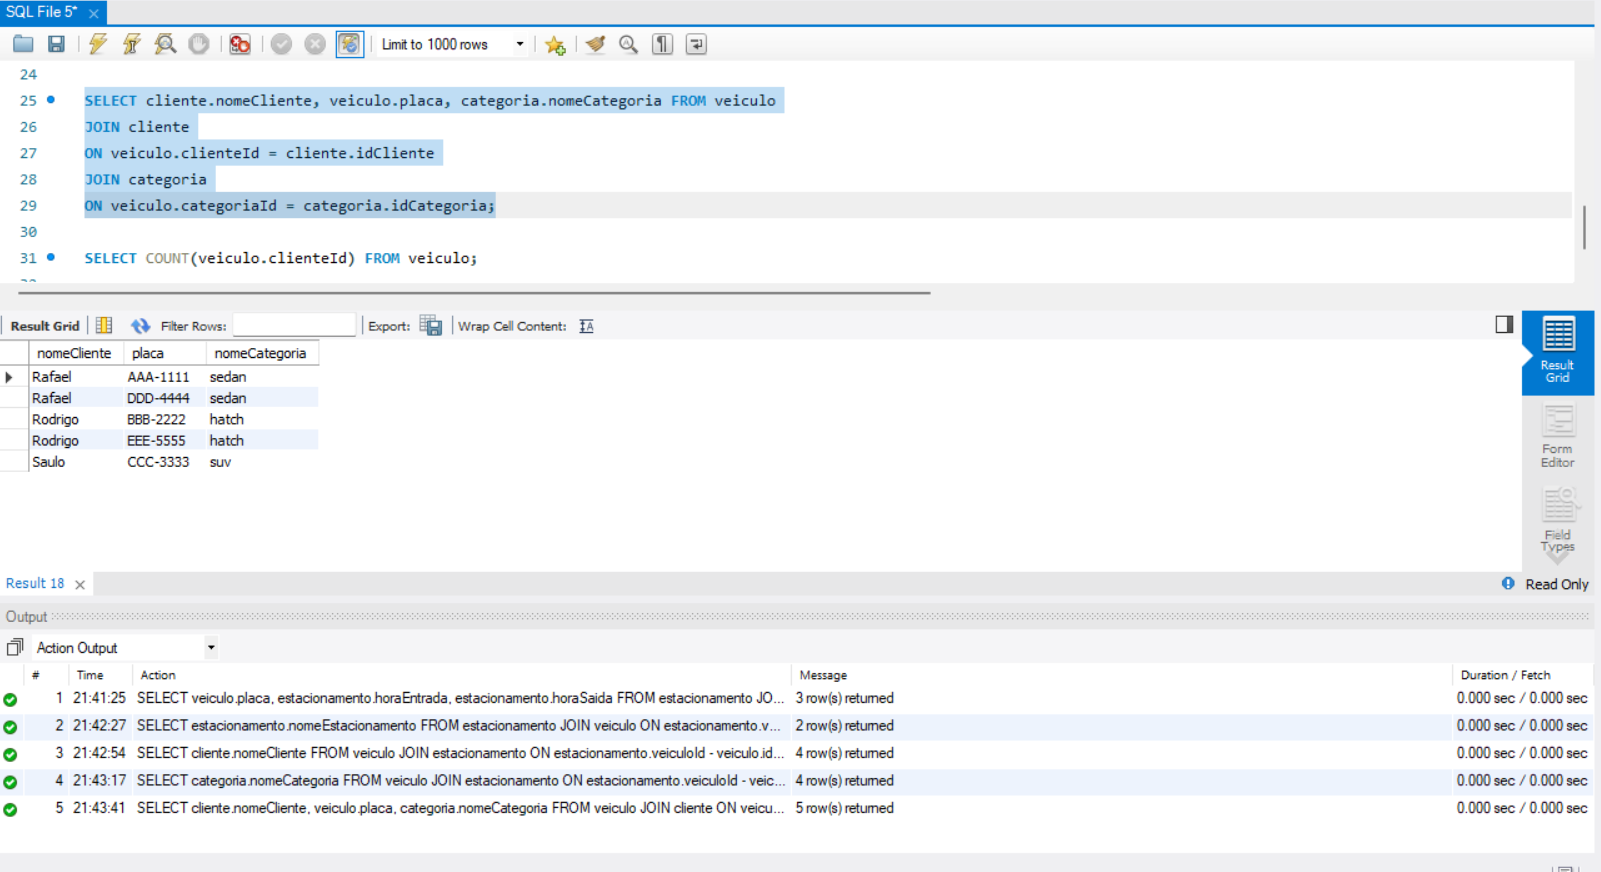 SQL File 5*
Limit to 1000 rows
24
25 SELECT cliente.nomeCliente, veiculo.placa, categoria.nomeCategoria FROM veiculo
26 JOIN cliente
27 ON veiculo.clienteId = cliente.idCliente
28 JOIN categoria
29 ON veiculo.categoriaId = categoria.idCategoria;
30
31 SELECT COUNT(veiculo.clienteId) FROM veiculo;
Result Grid Filter Rows: Export: Wrap Cell Content:
nomeCliente placa nomeCategoria
Rafael AAA-1111 sedan
Rafael DDD-4444 sedan
Rodrigo BBB-2222 hatch
Rodrigo EEE-5555 hatch
Saulo CCC-3333 suv
Result
Grid
Form
Editor
Field
Types
Result 18 Read Only
Output
Action Output
# Time Action Message Duration / Fetch
1 21:41:25 SELECT veiculo.placa, estacionamento.horaEntrada, estacionamento.horaSaida FROM estacionamento JO... 3 row(s) returned 0.000 sec / 0.000 sec
2 21:42:27 SELECT estacionamento.nomeEstacionamento FROM estacionamento JOIN veiculo ON estacionamento.v... 2 row(s) returned 0.000 sec / 0.000 sec
3 21:42:54 SELECT cliente.nomeCliente FROM veiculo JOIN estacionamento ON estacionamento.veiculoId - veiculo.id... 4 row(s) returned 0.000 sec / 0.000 sec
4 21:43:17 SELECT categoria.nomeCategoria FROM veiculo JOIN estacionamento ON estacionamento.veiculoId - veic... 4 row(s) returned 0.000 sec / 0.000 sec
5 21:43:41 SELECT cliente.nomeCliente, veiculo.placa, categoria.nomeCategoria FROM veiculo JOIN cliente ON veicu... 5 row(s) returned 0.000 sec / 0.000 sec